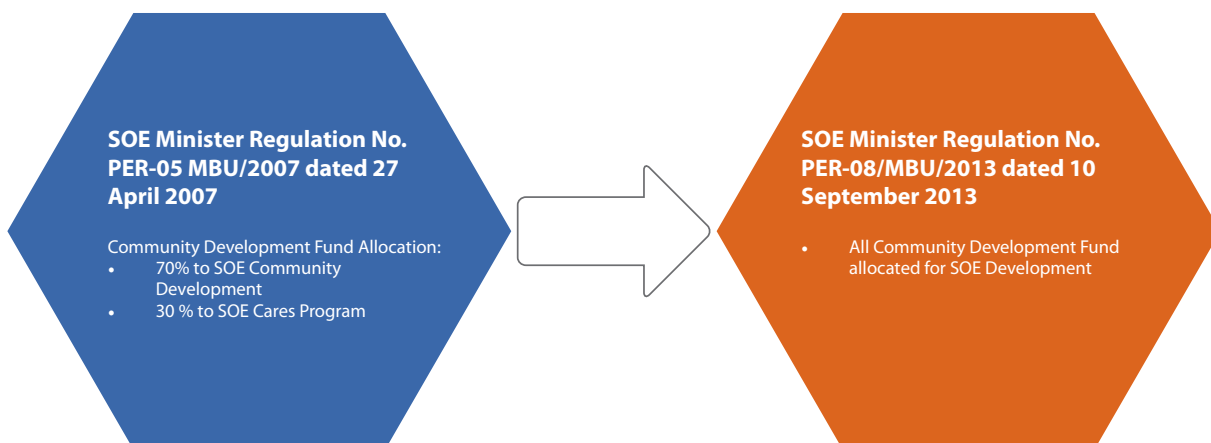 SOE Minister Regulation No.
PER-05 MBU/2007 dated 27
April 2007
Community Development Fund Allocation:
• 70% to SOE Community
Development
• 30 % to SOE Cares Program
SOE Minister Regulation No.
PER-08/MBU/2013 dated 10
September 2013
• All Community Development Fund
allocated for SOE Development